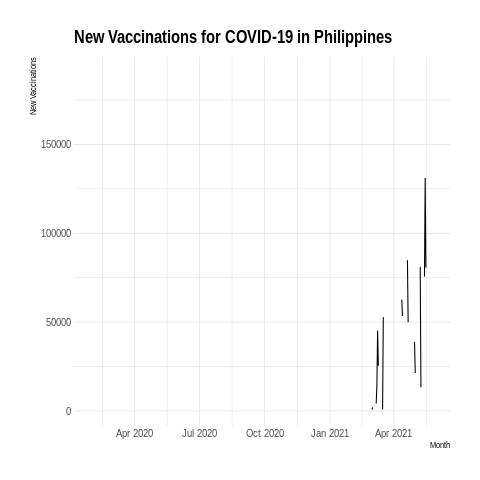 New Vaccinations for COVID-19 in Philippines
New Vaccinations
150000
100000
50000
0
Apr 2020 Jul 2020 Oct 2020 Jan 2021 Apr 2021
Month